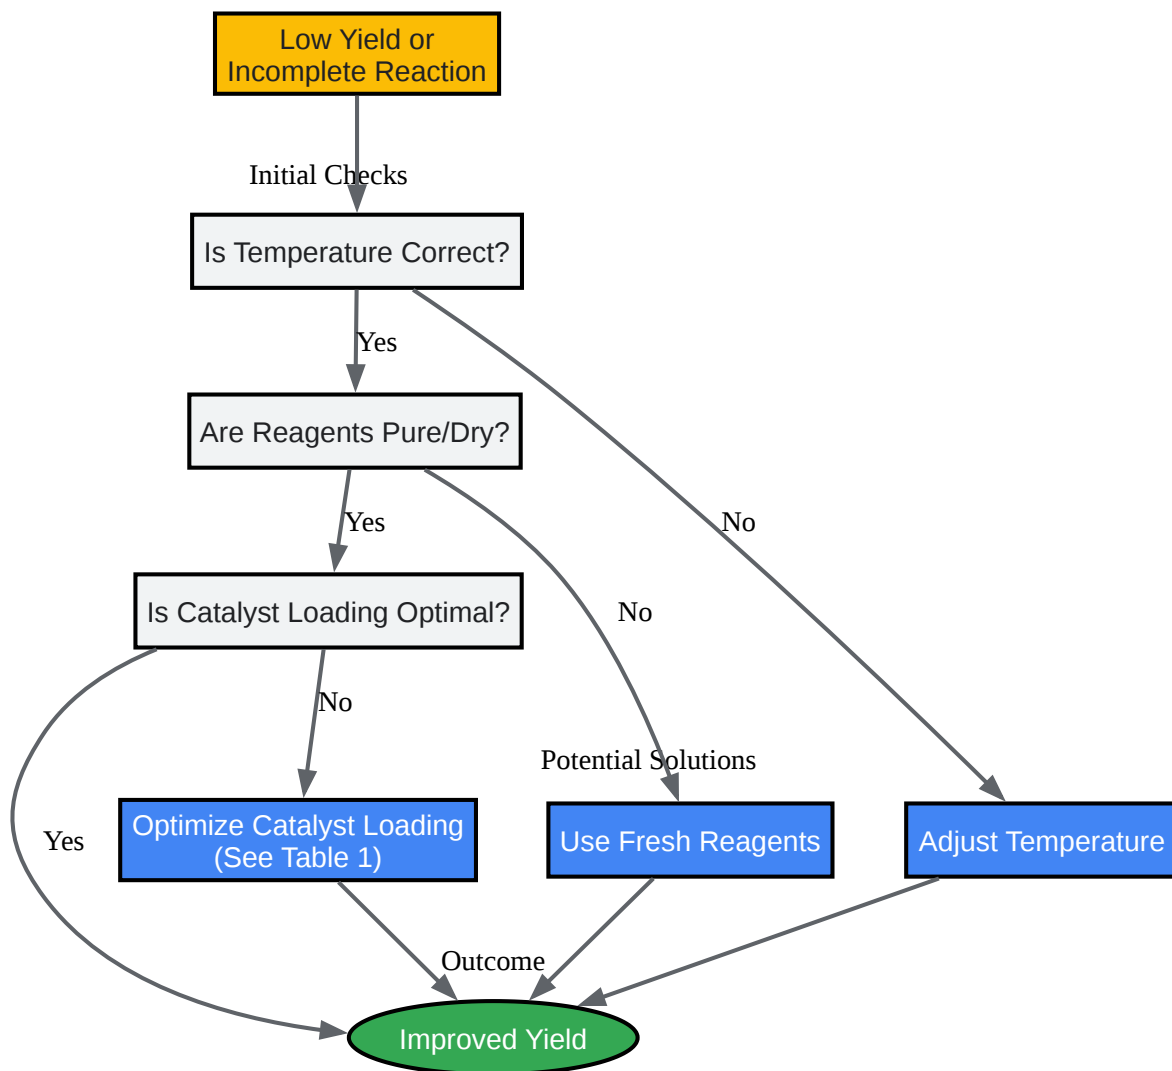 Low Yield or
Incomplete Reaction
Initial Checks
Is Temperature Correct?
Yes
Are Reagents Pure/Dry?
Yes
No
Is Catalyst Loading Optimal?
No
No
Potential Solutions
Optimize Catalyst Loading
(See Table 1)
Use Fresh Reagents
Adjust Temperature
Yes
Outcome
Improved Yield